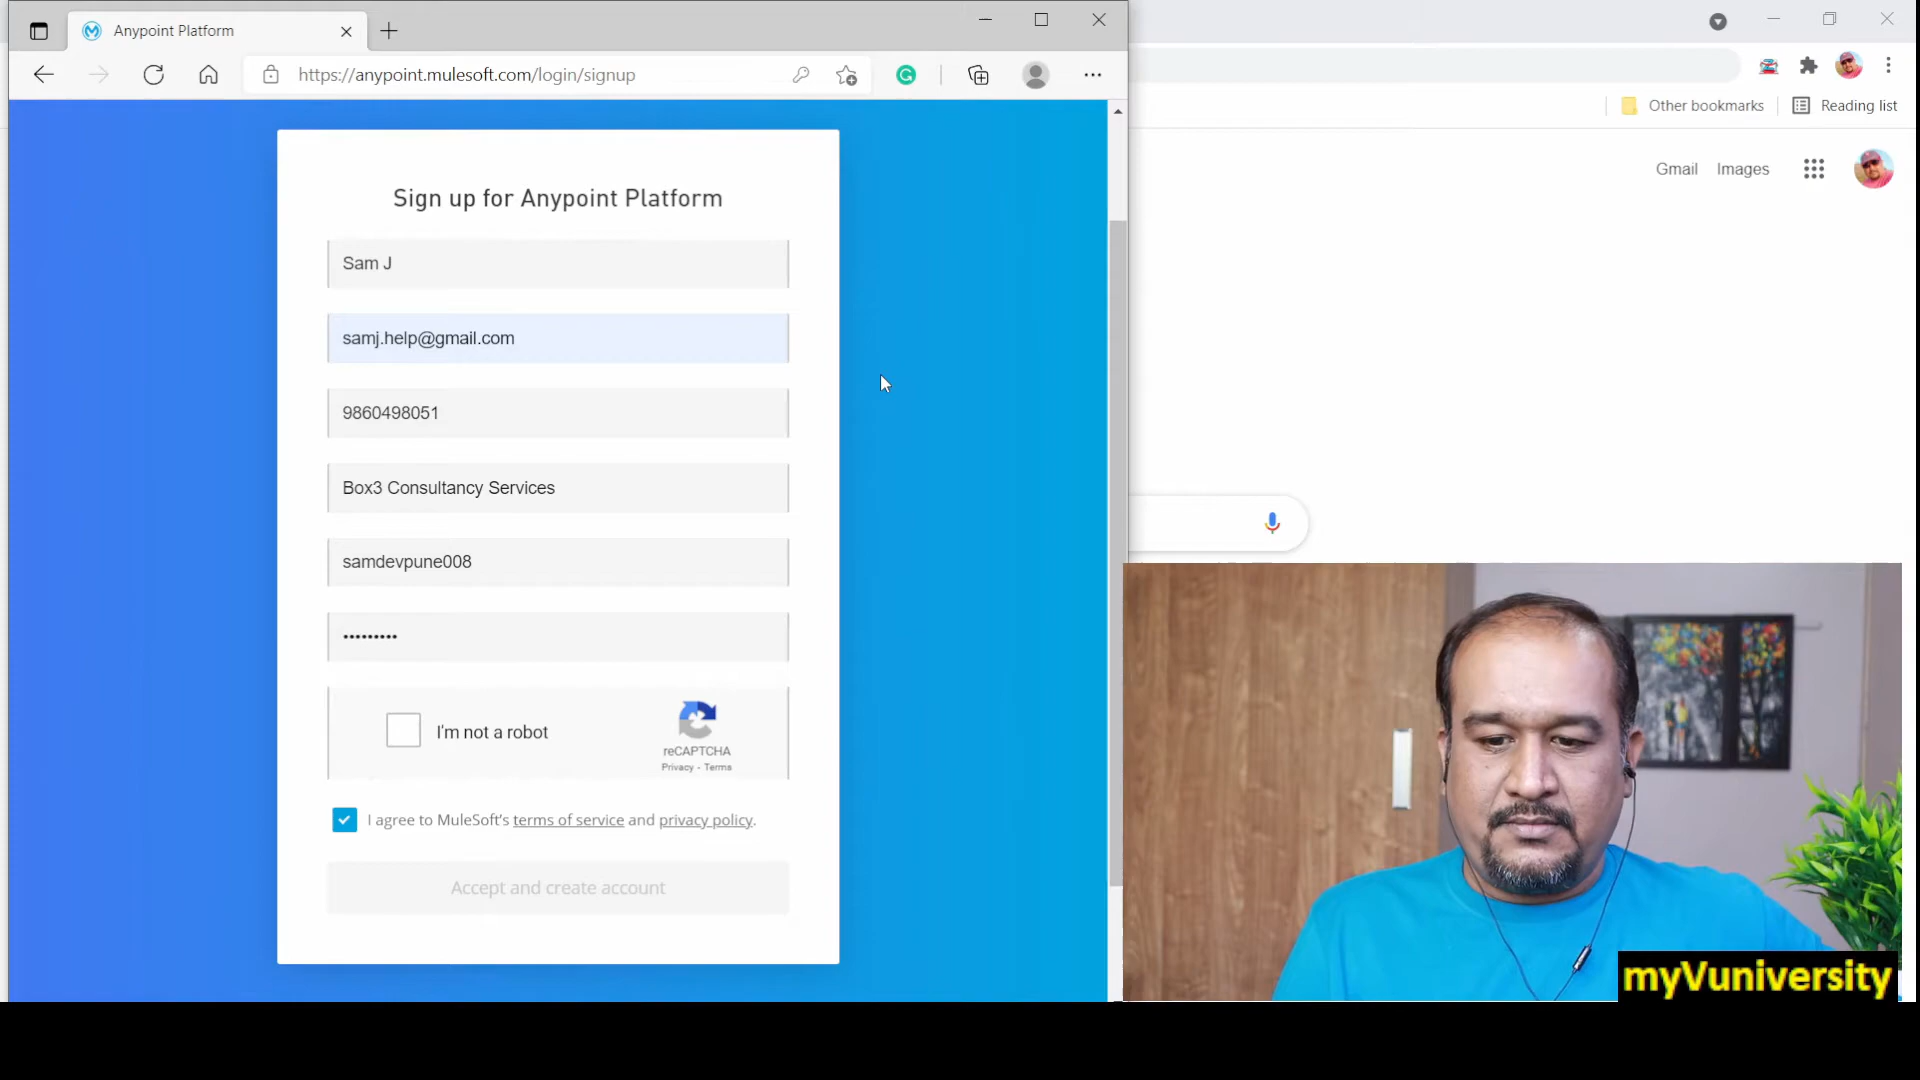 Anypoint Platform
https://anypoint.mulesoft.com/login/signup
Other bookmarks
Reading list
Gmail
Images
Sign up for Anypoint Platform
Sam J
samj.help@gmail.com
9860498051
Box3 Consultancy Services
samdevpune008
•••••••••
I'm not a robot
reCAPTCHA
Privacy - Terms
I agree to MuleSoft's terms of service and privacy policy.
Accept and create account
myVuniversity